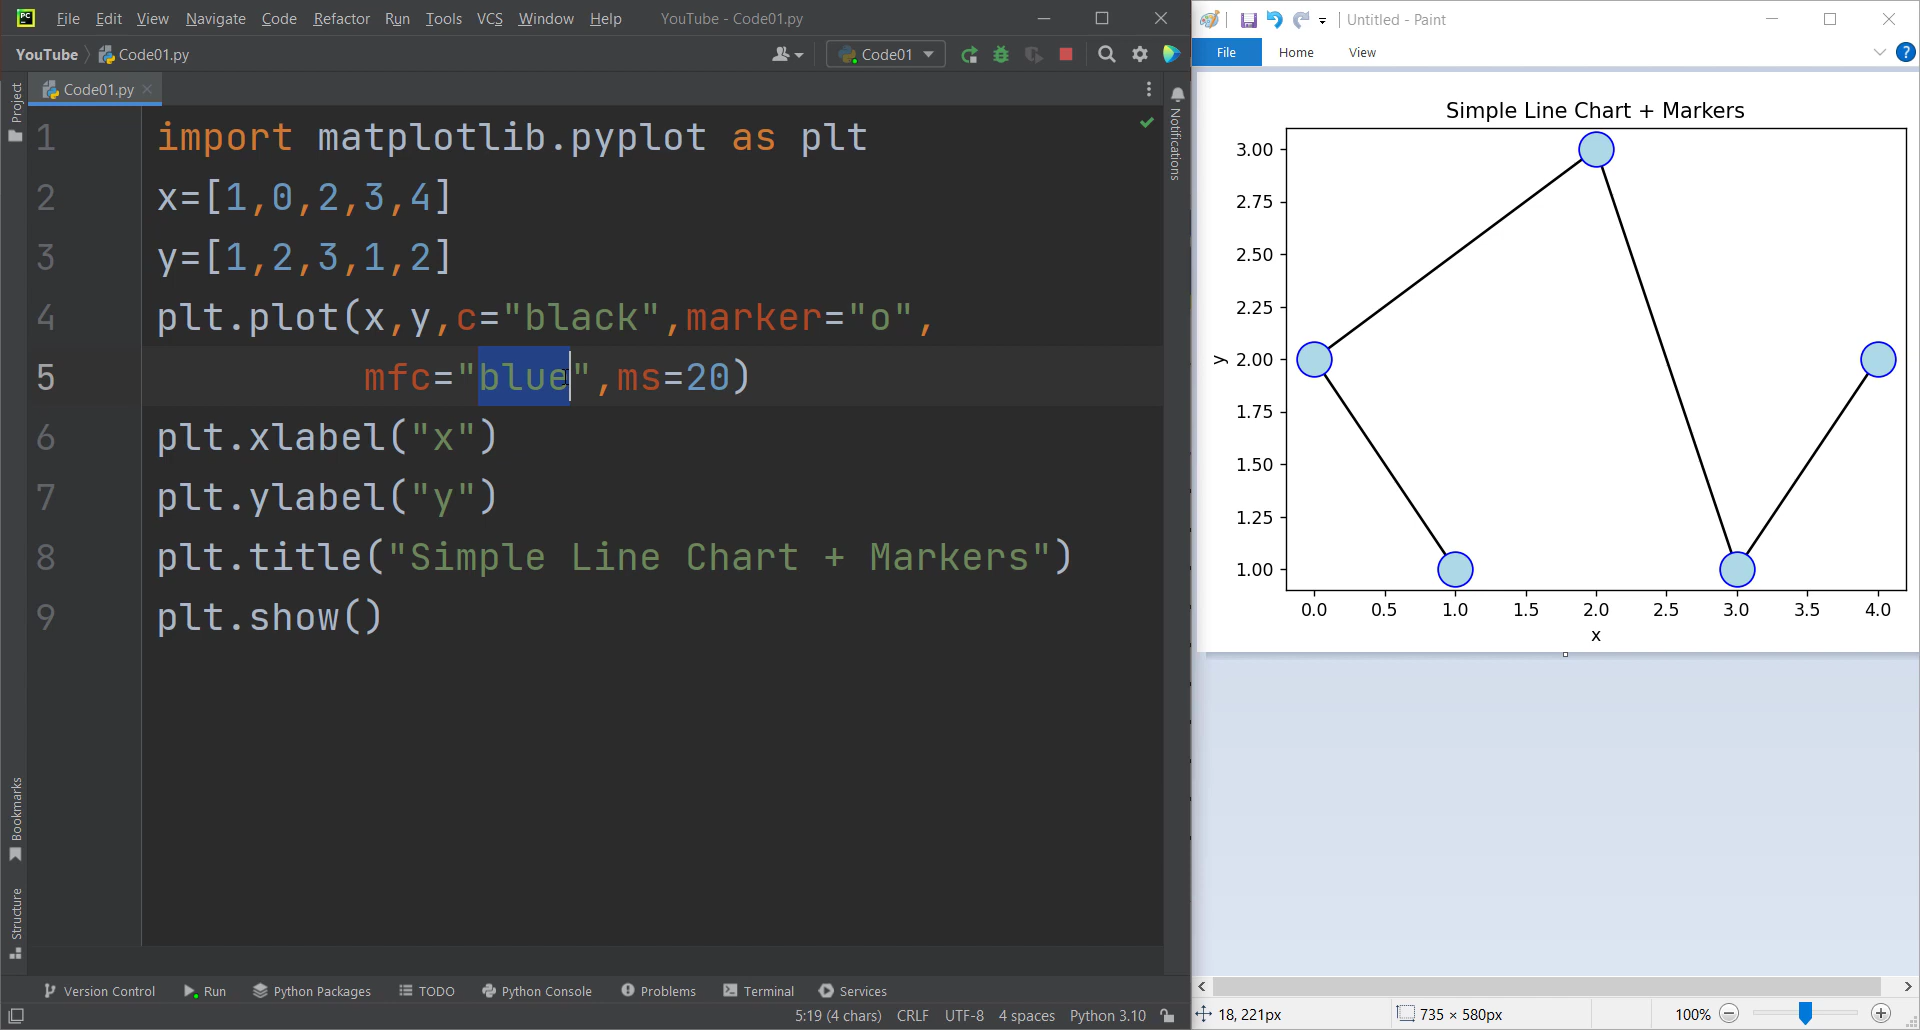 PC File Edit View Navigate Code Refactor Run Tools VCS Window Help YouTube - Code01.py
YouTube Code01.py Code01
Project
Code01.py
Notifications
1 import matplotlib.pyplot as plt
2 x=[1,0,2,3,4]
3 y=[1,2,3,1,2]
4 plt.plot(x,y,c="black",marker="o",
5 mfc="blue",ms=20)
6 plt.xlabel("x")
7 plt.ylabel("y")
8 plt.title("Simple Line Chart + Markers")
9 plt.show()
Bookmarks
Structure
Version Control Run Python Packages TODO Python Console Problems Terminal Services
5:19 (4 chars) CRLF UTF-8 4 spaces Python 3.10
Untitled - Paint
File Home View ?
Simple Line Chart + Markers
3.00
2.75
2.50
2.25
2.00
1.75
1.50
1.25
1.00
y
0.0 0.5 1.0 1.5 2.0 2.5 3.0 3.5 4.0
x
18, 221px 735 × 580px 100%